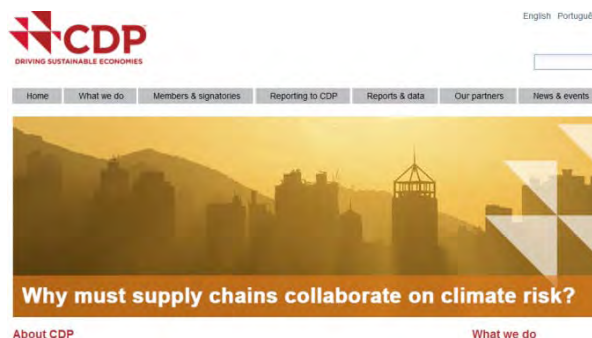 English Portuguê
CDP
DRIVING SUSTAINABLE ECONOMIES
Home What we do Members & signatories Reporting to CDP Reports & data Our partners News & events
Why must supply chains collaborate on climate risk?
About CDP What we do